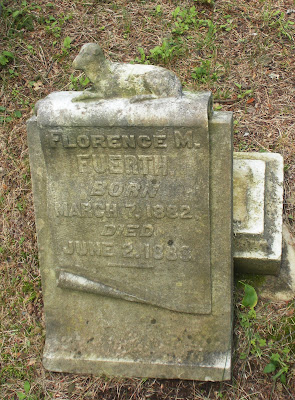 FLORENCE M.
FUERTH
BORN
MARCH 7, 1882.
DIED
JUNE 2, 1883.